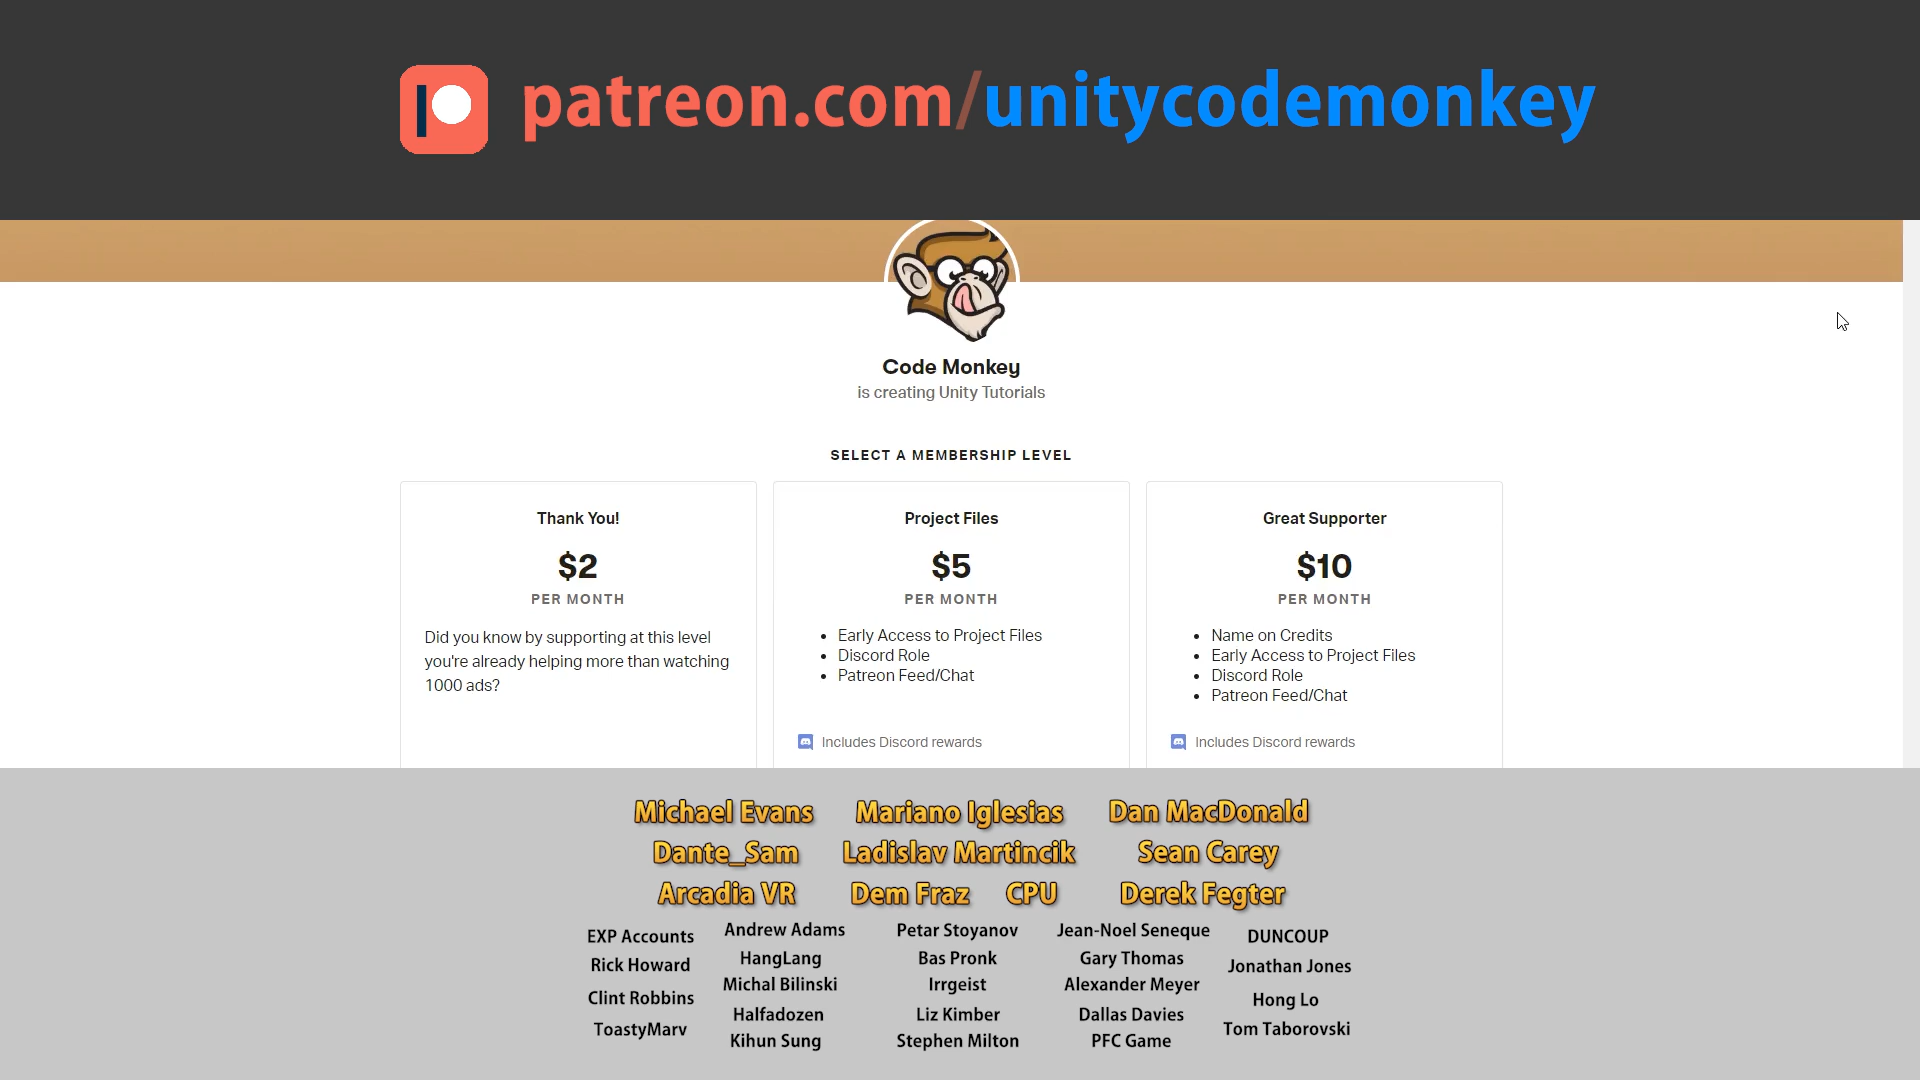 patreon.com/unitycodemonkey
Code Monkey
is creating Unity Tutorials
SELECT A MEMBERSHIP LEVEL
Thank You!
$2
PER MONTH
Did you know by supporting at this level
you're already helping more than watching
1000 ads?
Project Files
$5
PER MONTH
Early Access to Project Files
Discord Role
Patreon Feed/Chat
Includes Discord rewards
Great Supporter
$10
PER MONTH
Name on Credits
Early Access to Project Files
Discord Role
Patreon Feed/Chat
Includes Discord rewards
Michael Evans Mariano Iglesias Dan MacDonald
Dante_Sam Ladislav Martincik Sean Carey
Arcadia VR Dem Fraz CPU Derek Fegter
EXP Accounts Andrew Adams Petar Stoyanov Jean-Noel Seneque DUNCOUP
Rick Howard HangLang Bas Pronk Gary Thomas Jonathan Jones
Clint Robbins Michal Bilinski Irrgeist Alexander Meyer Hong Lo
ToastyMarv Halfadozen Liz Kimber Dallas Davies Tom Taborovski
Kihun Sung Stephen Milton PFC Game